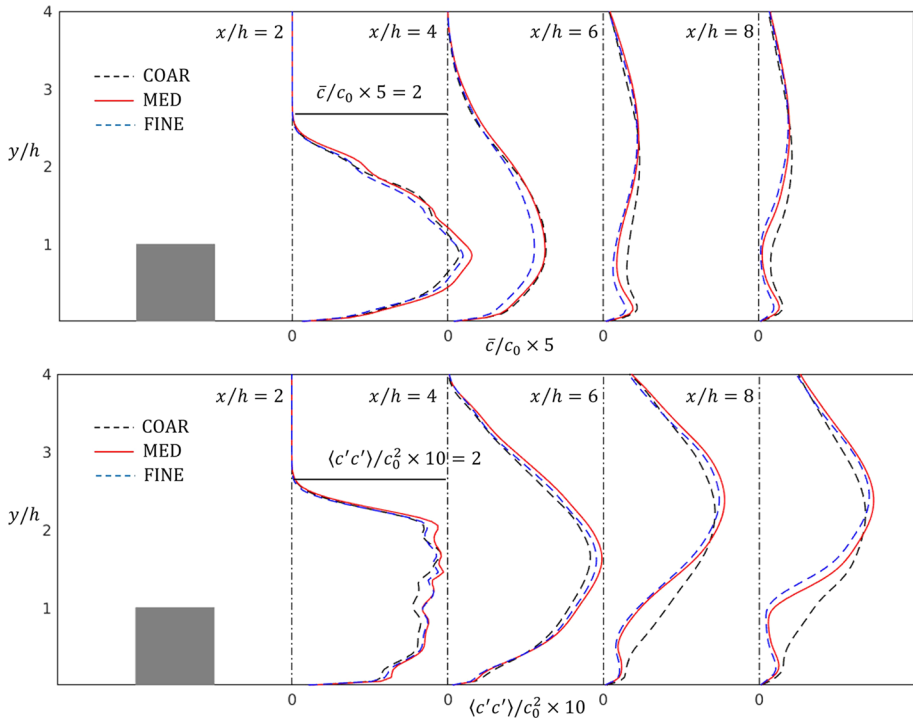 4
x/h = 2
x/h = 4
x/h = 6
x/h = 8
COAR
MED
FINE
3
c̄/c₀ × 5 = 2
y/h
2
1
0
0
0
0
c̄/c₀ × 5
4
x/h = 2
x/h = 4
x/h = 6
x/h = 8
COAR
MED
FINE
3
⟨c′c′⟩/c₀² × 10 = 2
y/h
2
1
0
0
0
0
⟨c′c′⟩/c₀² × 10